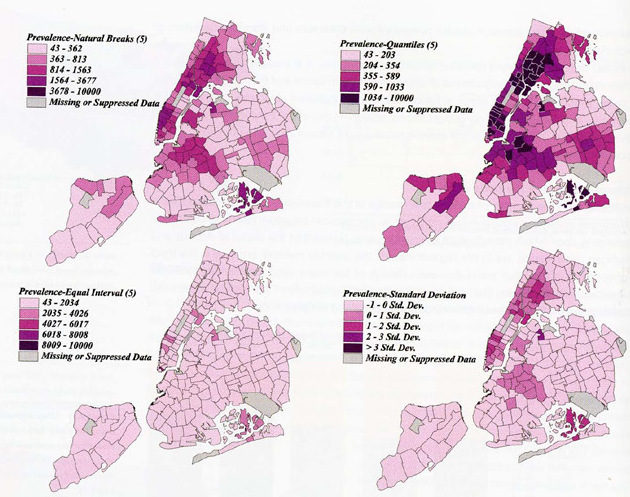 Prevalence-Natural Breaks (5)
43 - 362
363 - 813
814 - 1563
1564 - 3677
3678 - 10000
Missing or Suppressed Data
Prevalence-Quantiles (5)
43 - 203
204 - 354
355 - 589
590 - 1033
1034 - 10000
Missing or Suppressed Data
Prevalence-Equal Interval (5)
43 - 2034
2035 - 4026
4027 - 6017
6018 - 8008
8009 - 10000
Missing or Suppressed Data
Prevalence-Standard Deviation
-1 - 0 Std. Dev.
0 - 1 Std. Dev.
1 - 2 Std. Dev.
2 - 3 Std. Dev.
> 3 Std. Dev.
Missing or Suppressed Data